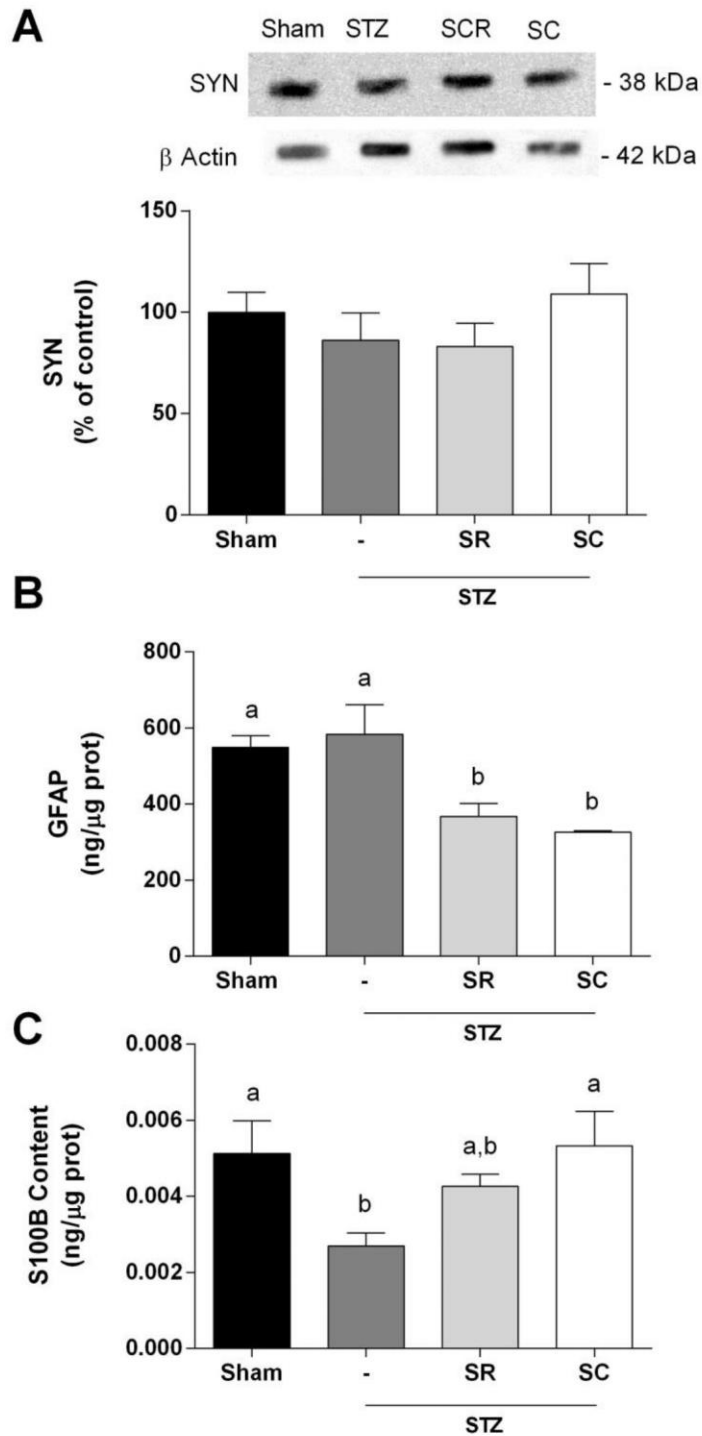 A
Sham STZ SCR SC
SYN - 38 kDa
β Actin - 42 kDa
150
100
50
0
SYN
(% of control)
Sham - SR SC
STZ
B
800
600
400
200
0
GFAP
(ng/µg prot)
a a b b
Sham - SR SC
STZ
C
0.008
0.006
0.004
0.002
0.000
S100B Content
(ng/µg prot)
a b a,b a
Sham - SR SC
STZ